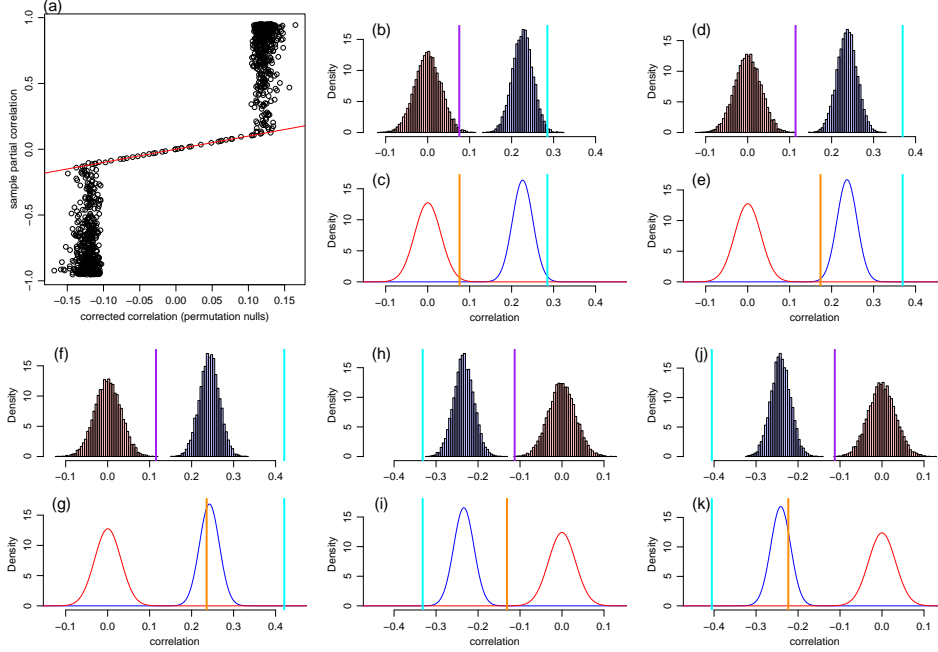 (a)
sample partial correlation
−1.0 −0.5 0.0 0.5 1.0
−0.15 −0.10 −0.05 0.00 0.05 0.10 0.15
corrected correlation (permutation nulls)
(b)
Density
0 5 10 15
0.0 0.1 0.2 0.3 0.4
(c)
Density
0 5 10 15
0.0 0.1 0.2 0.3 0.4
correlation
(d)
Density
0 5 10 15
−0.1 0.0 0.1 0.2 0.3 0.4
(e)
Density
0 5 10 15
−0.1 0.0 0.1 0.2 0.3 0.4
correlation
(f)
Density
0 5 10 15
−0.1 0.0 0.1 0.2 0.3 0.4
(g)
Density
0 5 10 15
−0.1 0.0 0.1 0.2 0.3 0.4
correlation
(h)
Density
0 5 10 15
−0.4 −0.3 −0.2 −0.1 0.0 0.1
(i)
Density
0 5 10 15
−0.4 −0.3 −0.2 −0.1 0.0 0.1
correlation
(j)
Density
0 5 10 15
−0.4 −0.3 −0.2 −0.1 0.0 0.1
(k)
Density
0 5 10 15
−0.4 −0.3 −0.2 −0.1 0.0 0.1
correlation